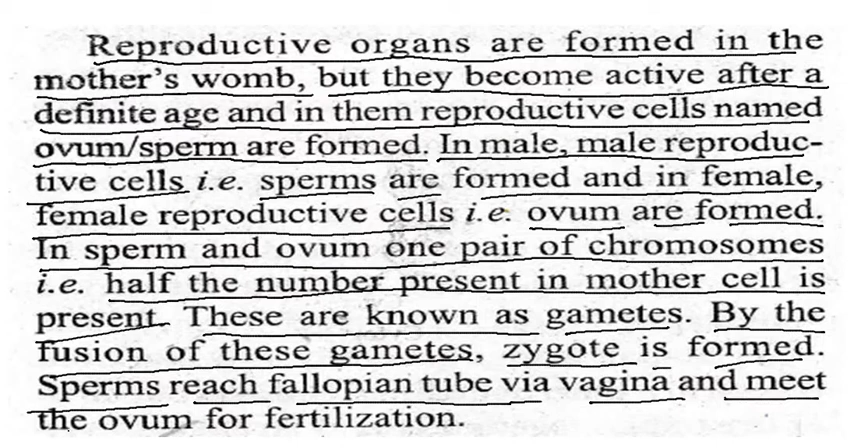 Reproductive organs are formed in the
mother's womb, but they become active after a
definite age and in them reproductive cells named
ovum/sperm are formed. In male, male reproduc-
tive cells i.e. sperms are formed and in female,
female reproductive cells i.e. ovum are formed.
In sperm and ovum one pair of chromosomes
i.e. half the number present in mother cell is
present. These are known as gametes. By the
fusion of these gametes, zygote is formed.
Sperms reach fallopian tube via vagina and meet
the ovum for fertilization.